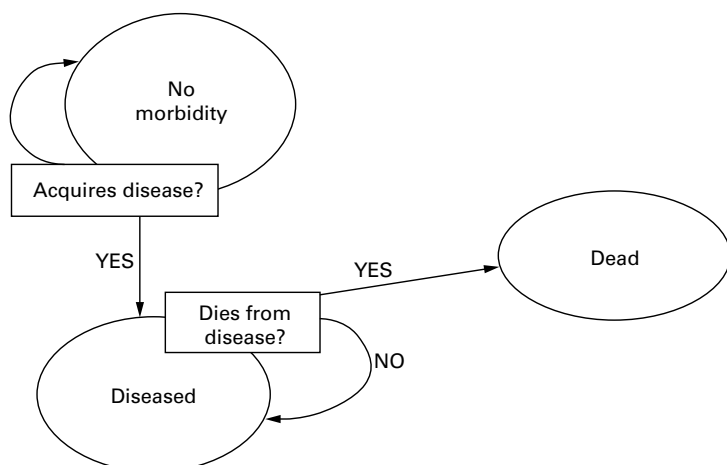 No
morbidity
Acquires disease?
YES
YES
Dead
Dies from
disease?
NO
Diseased